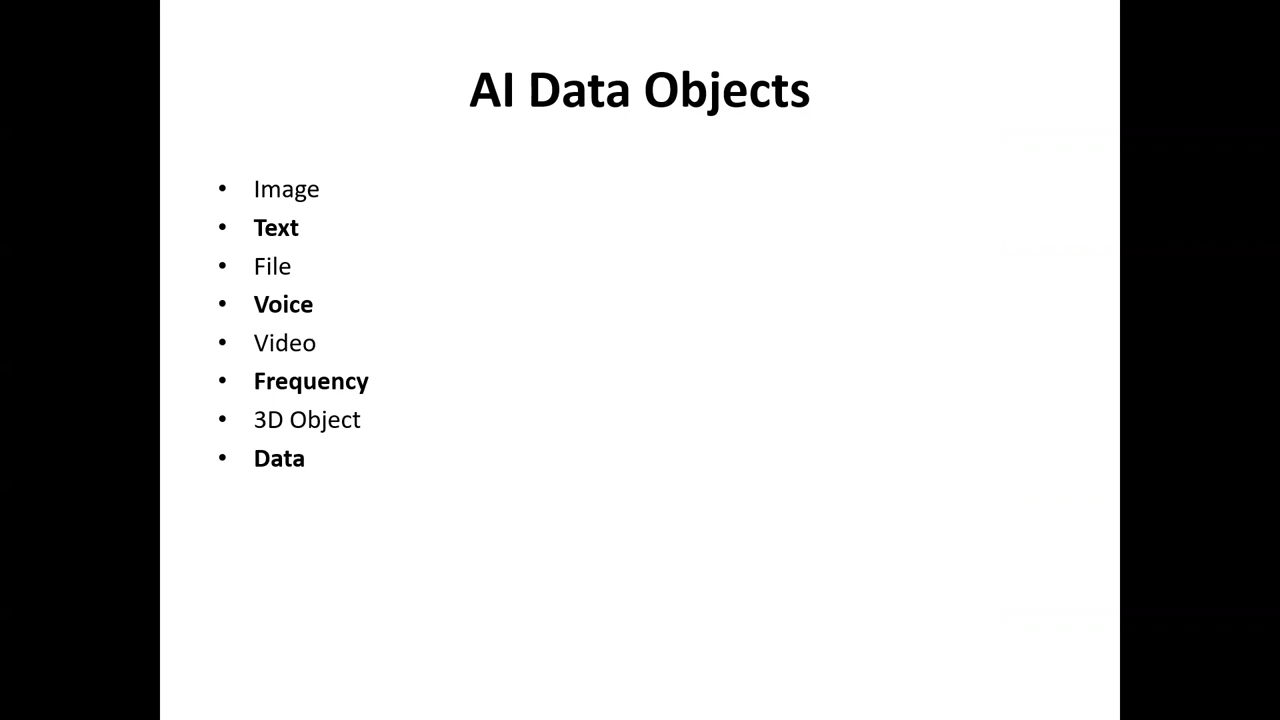 AI Data Objects
• Image
• Text
• File
• Voice
• Video
• Frequency
• 3D Object
• Data